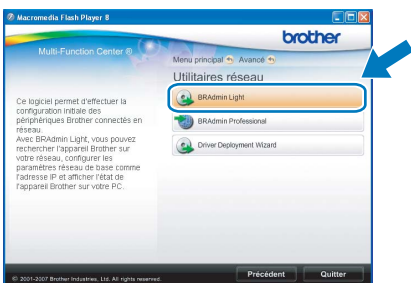 Macromedia Flash Player 8
brother
Multi-Function Center ®
Menu principal Avancé
Utilitaires réseau
BRAdmin Light
BRAdmin Professional
Driver Deployment Wizard
Ce logiciel permet d'effectuer la
configuration initiale des
périphériques Brother connectés en
réseau.
Avec BRAdmin Light, vous pouvez
rechercher l'appareil Brother sur
votre réseau, configurer les
paramètres réseau de base comme
l'adresse IP et afficher l'état de
l'appareil Brother sur votre PC.
Précédent Quitter
© 2001-2007 Brother Industries, Ltd. All rights reserved.